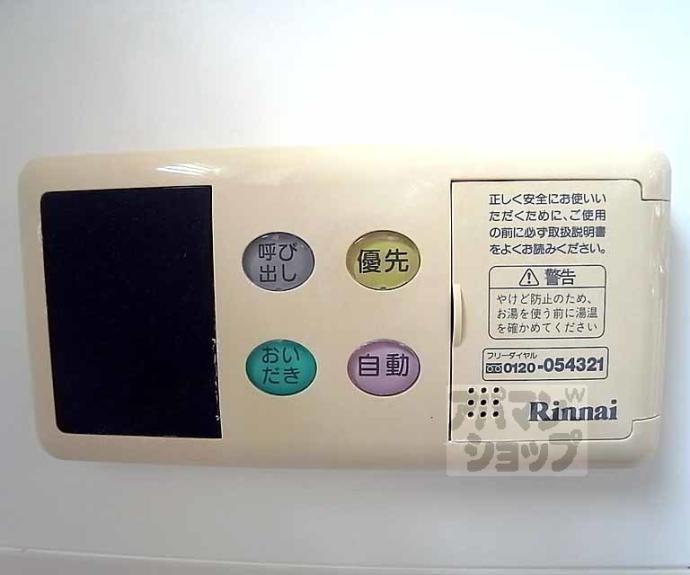 呼び
出し
優先
おい
だき
自動
正しく安全にお使いい
ただくために、ご使用
の前に必ず取扱説明書
をよくお読みください。
警告
やけど防止のため、
お湯を使う前に湯温
を確かめてください
フリーダイヤル
0120-054321
Rinnai
アパマン
ショップ